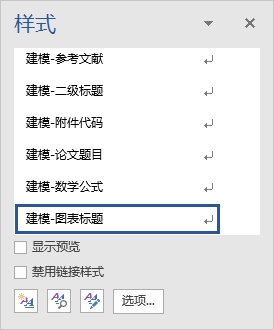 样式
建模-参考文献
建模-二级标题
建模-附件代码
建模-论文题目
建模-数学公式
建模-图表标题
显示预览
禁用链接样式
选项...